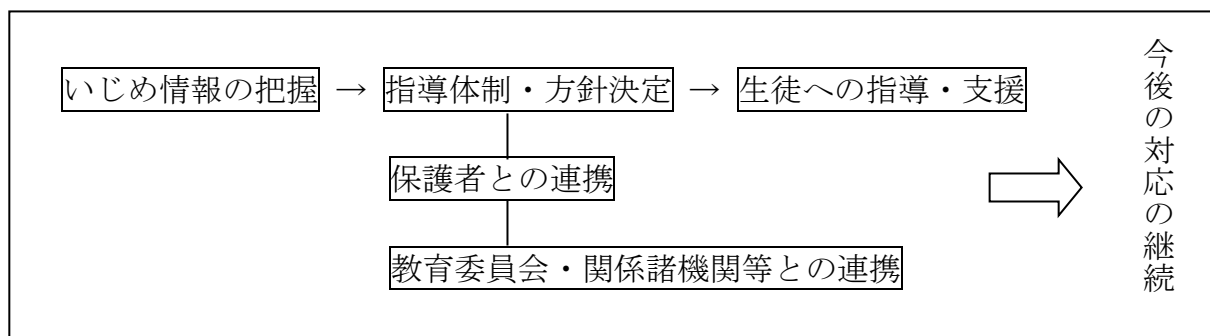 いじめ情報の把握 → 指導体制・方針決定 → 生徒への指導・支援
保護者との連携
教育委員会・関係諸機関等との連携
今後の対応の継続